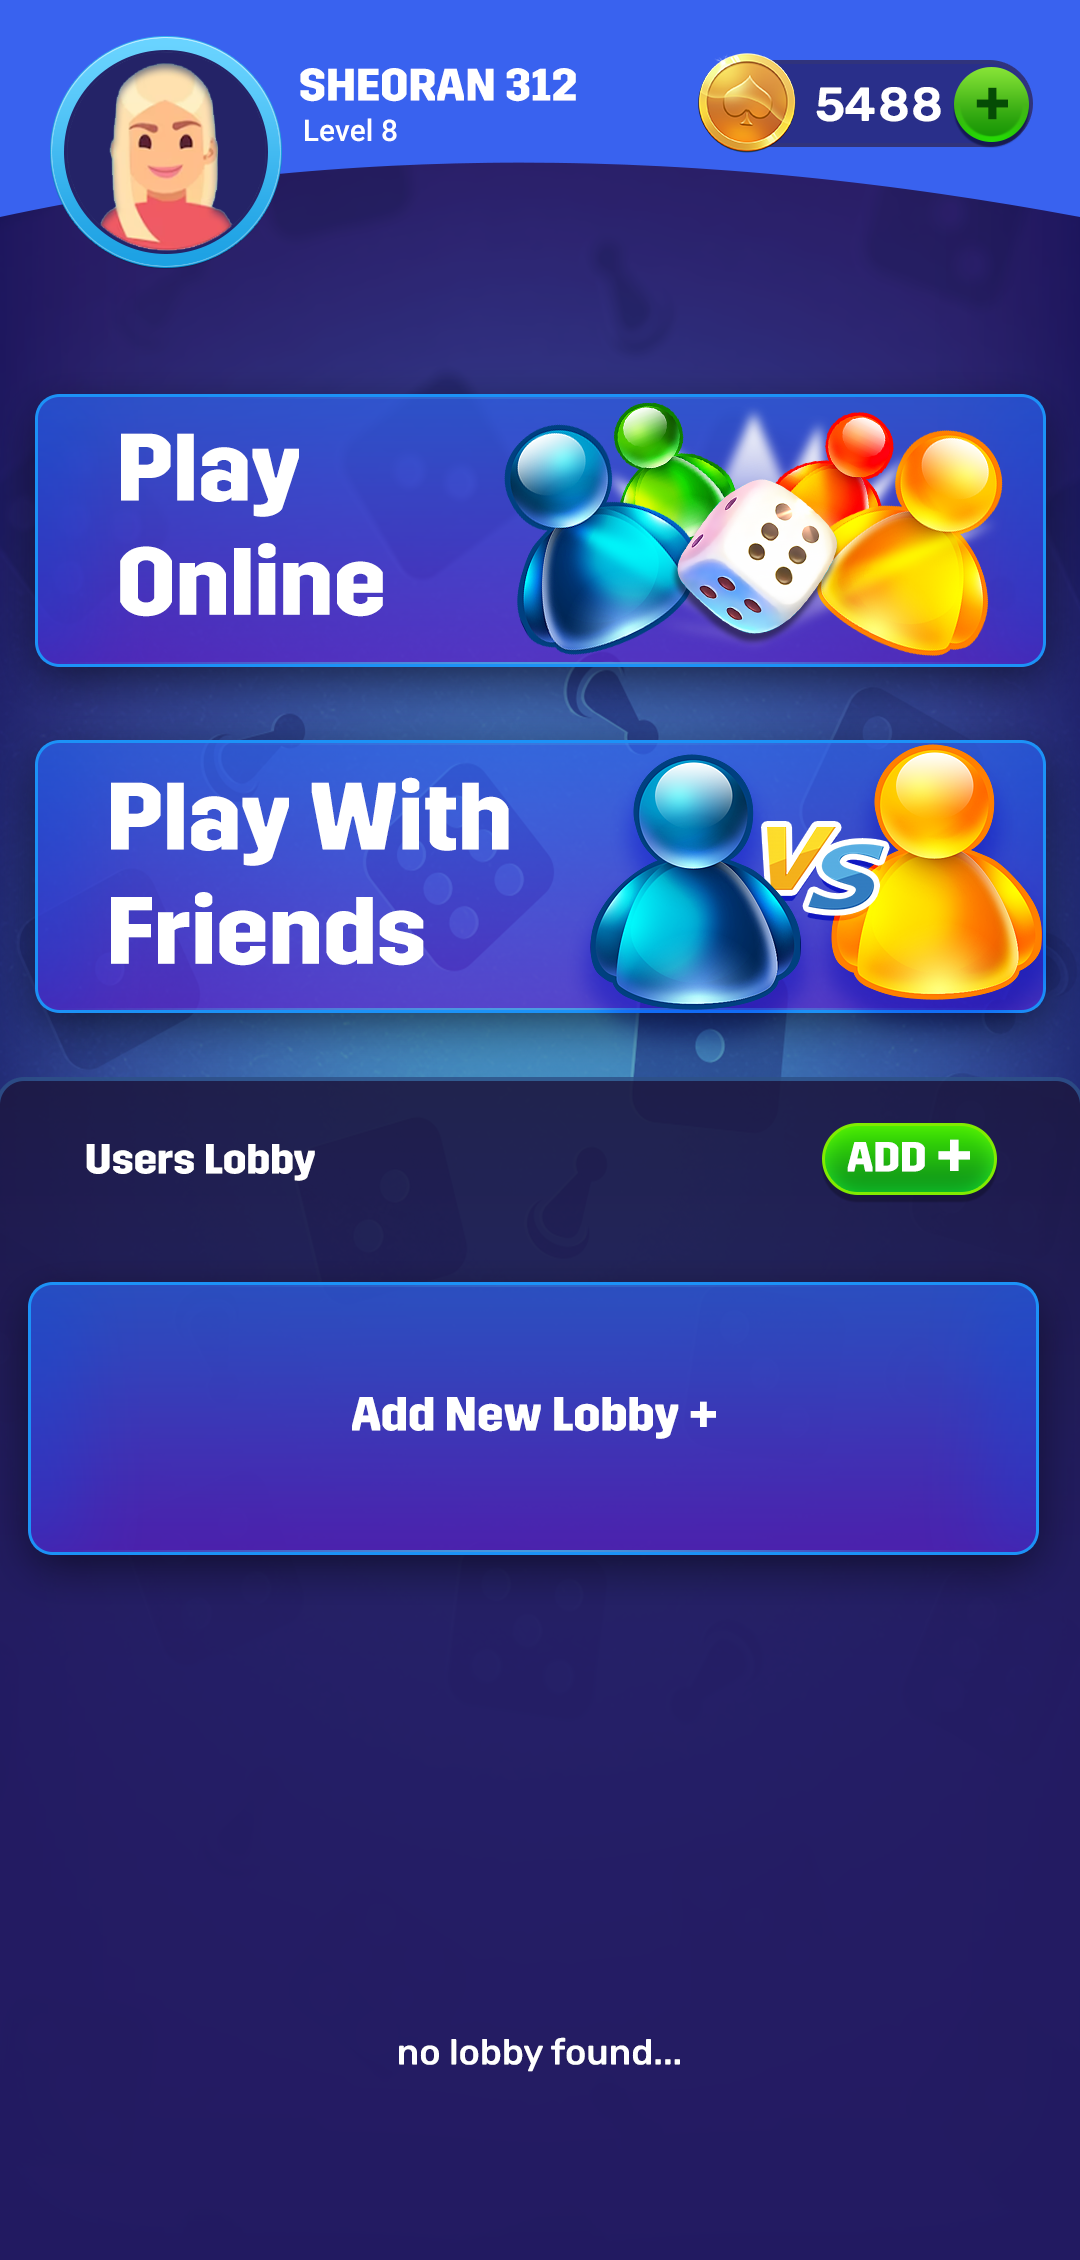 SHEORAN 312
Level 8
5488
Play
Online
Play With
Friends
VS
Users Lobby
ADD +
Add New Lobby +
no lobby found...